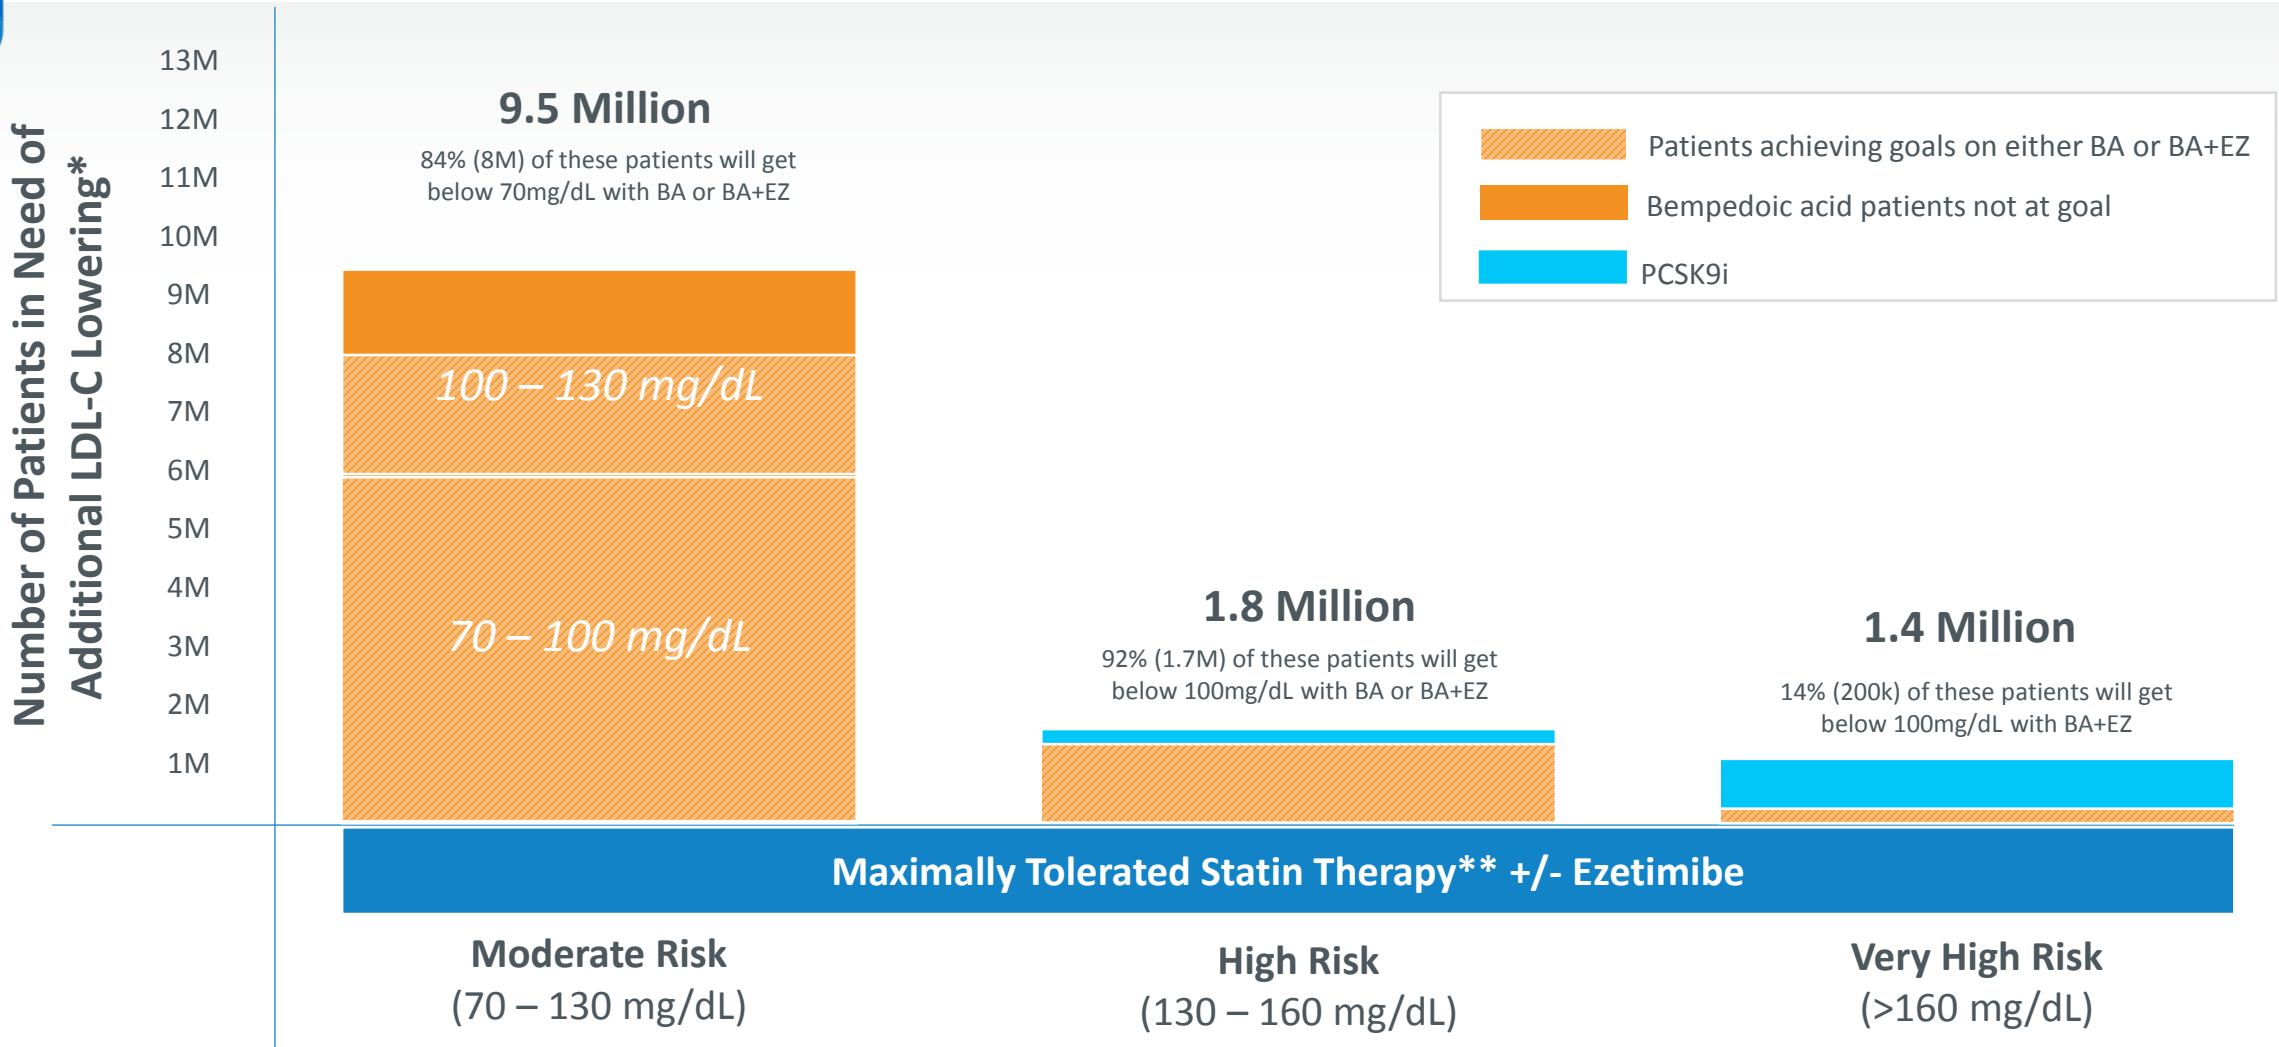 Number of Patients in Need of
Additional LDL-C Lowering*
13M
12M
11M
10M
9M
8M
7M
6M
5M
4M
3M
2M
1M
9.5 Million
84% (8M) of these patients will get
below 70mg/dL with BA or BA+EZ
100 – 130 mg/dL
70 – 100 mg/dL
1.8 Million
92% (1.7M) of these patients will get
below 100mg/dL with BA or BA+EZ
1.4 Million
14% (200k) of these patients will get
below 100mg/dL with BA+EZ
Patients achieving goals on either BA or BA+EZ
Bempedoic acid patients not at goal
PCSK9i
Maximally Tolerated Statin Therapy** +/- Ezetimibe
Moderate Risk
(70 – 130 mg/dL)
High Risk
(130 – 160 mg/dL)
Very High Risk
(>160 mg/dL)